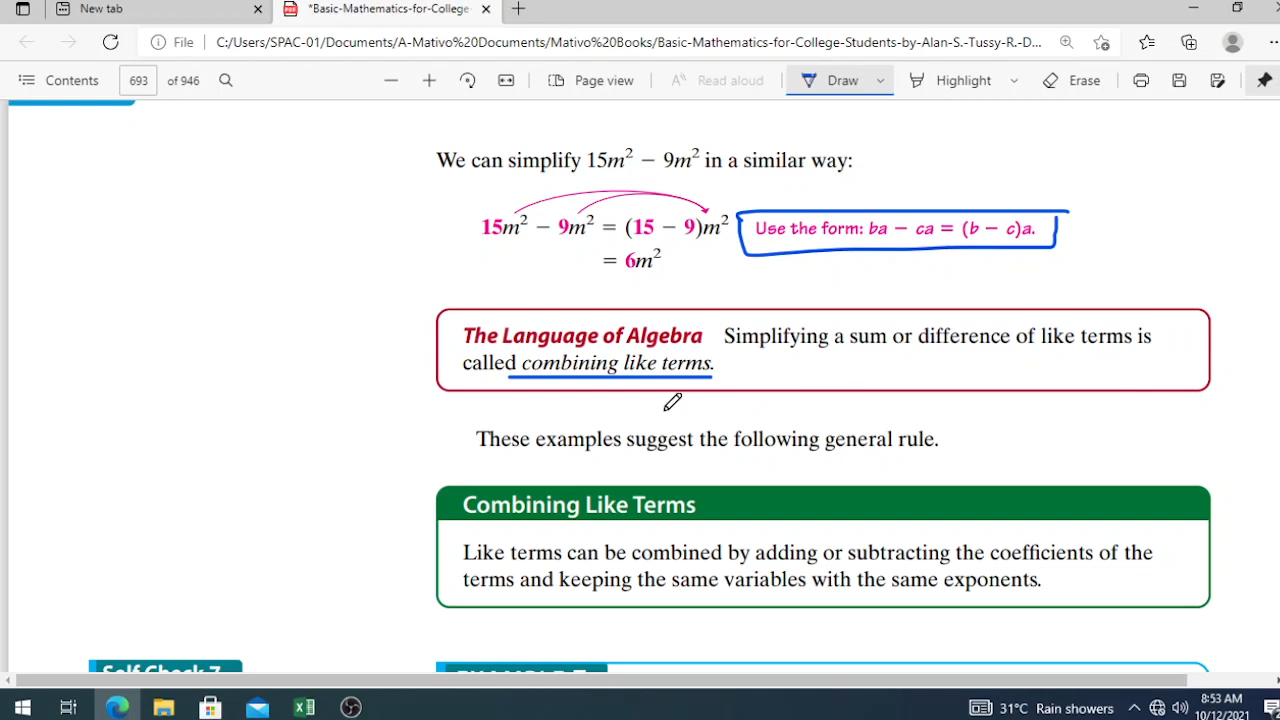 New tab
*Basic-Mathematics-for-College-
File
C:/Users/SPAC-01/Documents/A-Mativo%20Documents/Mativo%20Books/Basic-Mathematics-for-College-Students-by-Alan-S.-Tussy-R.-D...
Contents
693
of 946
Page view
Read aloud
Draw
Highlight
Erase
We can simplify 15m² − 9m² in a similar way:
15m² − 9m² = (15 − 9)m² Use the form: ba − ca = (b − c)a.
= 6m²
The Language of Algebra Simplifying a sum or difference of like terms is
called combining like terms.
These examples suggest the following general rule.
Combining Like Terms
Like terms can be combined by adding or subtracting the coefficients of the
terms and keeping the same variables with the same exponents.
Self Check 7
31°C Rain showers
8:53 AM
10/12/2021